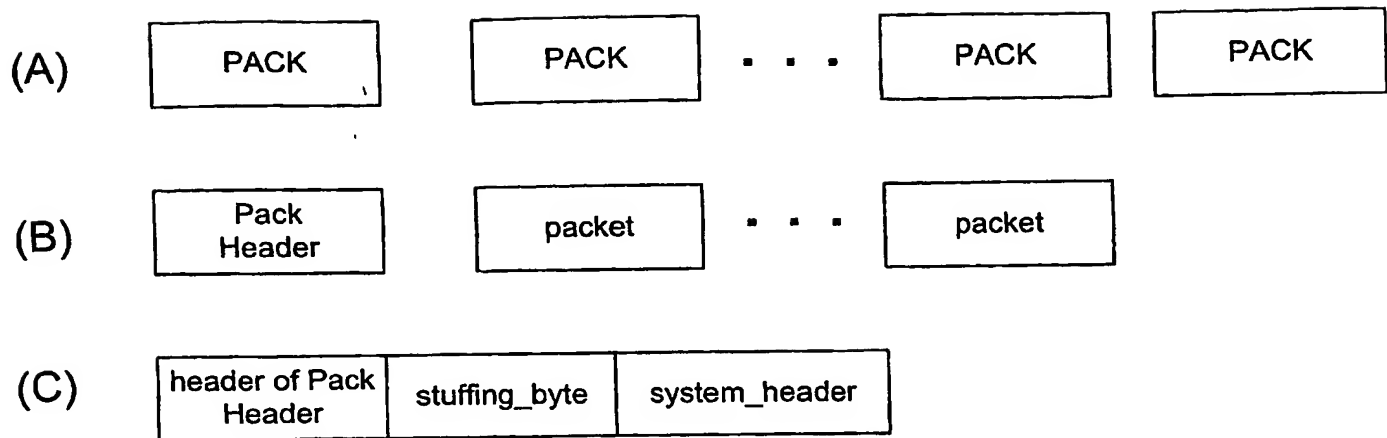 (A) PACK PACK . . . PACK PACK
(B) Pack Header packet . . . packet
(C) header of Pack Header stuffing_byte system_header